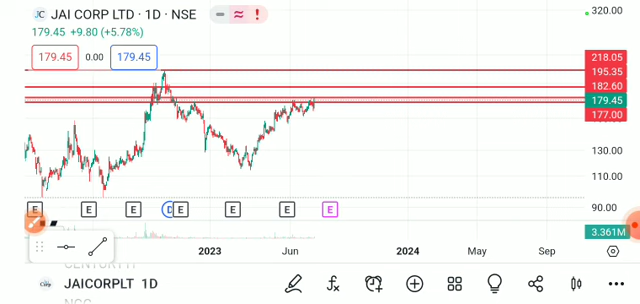 JC JAI CORP LTD · 1D · NSE
179.45 +9.80 (+5.78%)
179.45 0.00 179.45
320.00
218.05
195.35
182.60
179.45
177.00
130.00
110.00
90.00
E E E D E E E E
3.361M
2023 Jun 2024 May Sep
JAICORPLT 1D